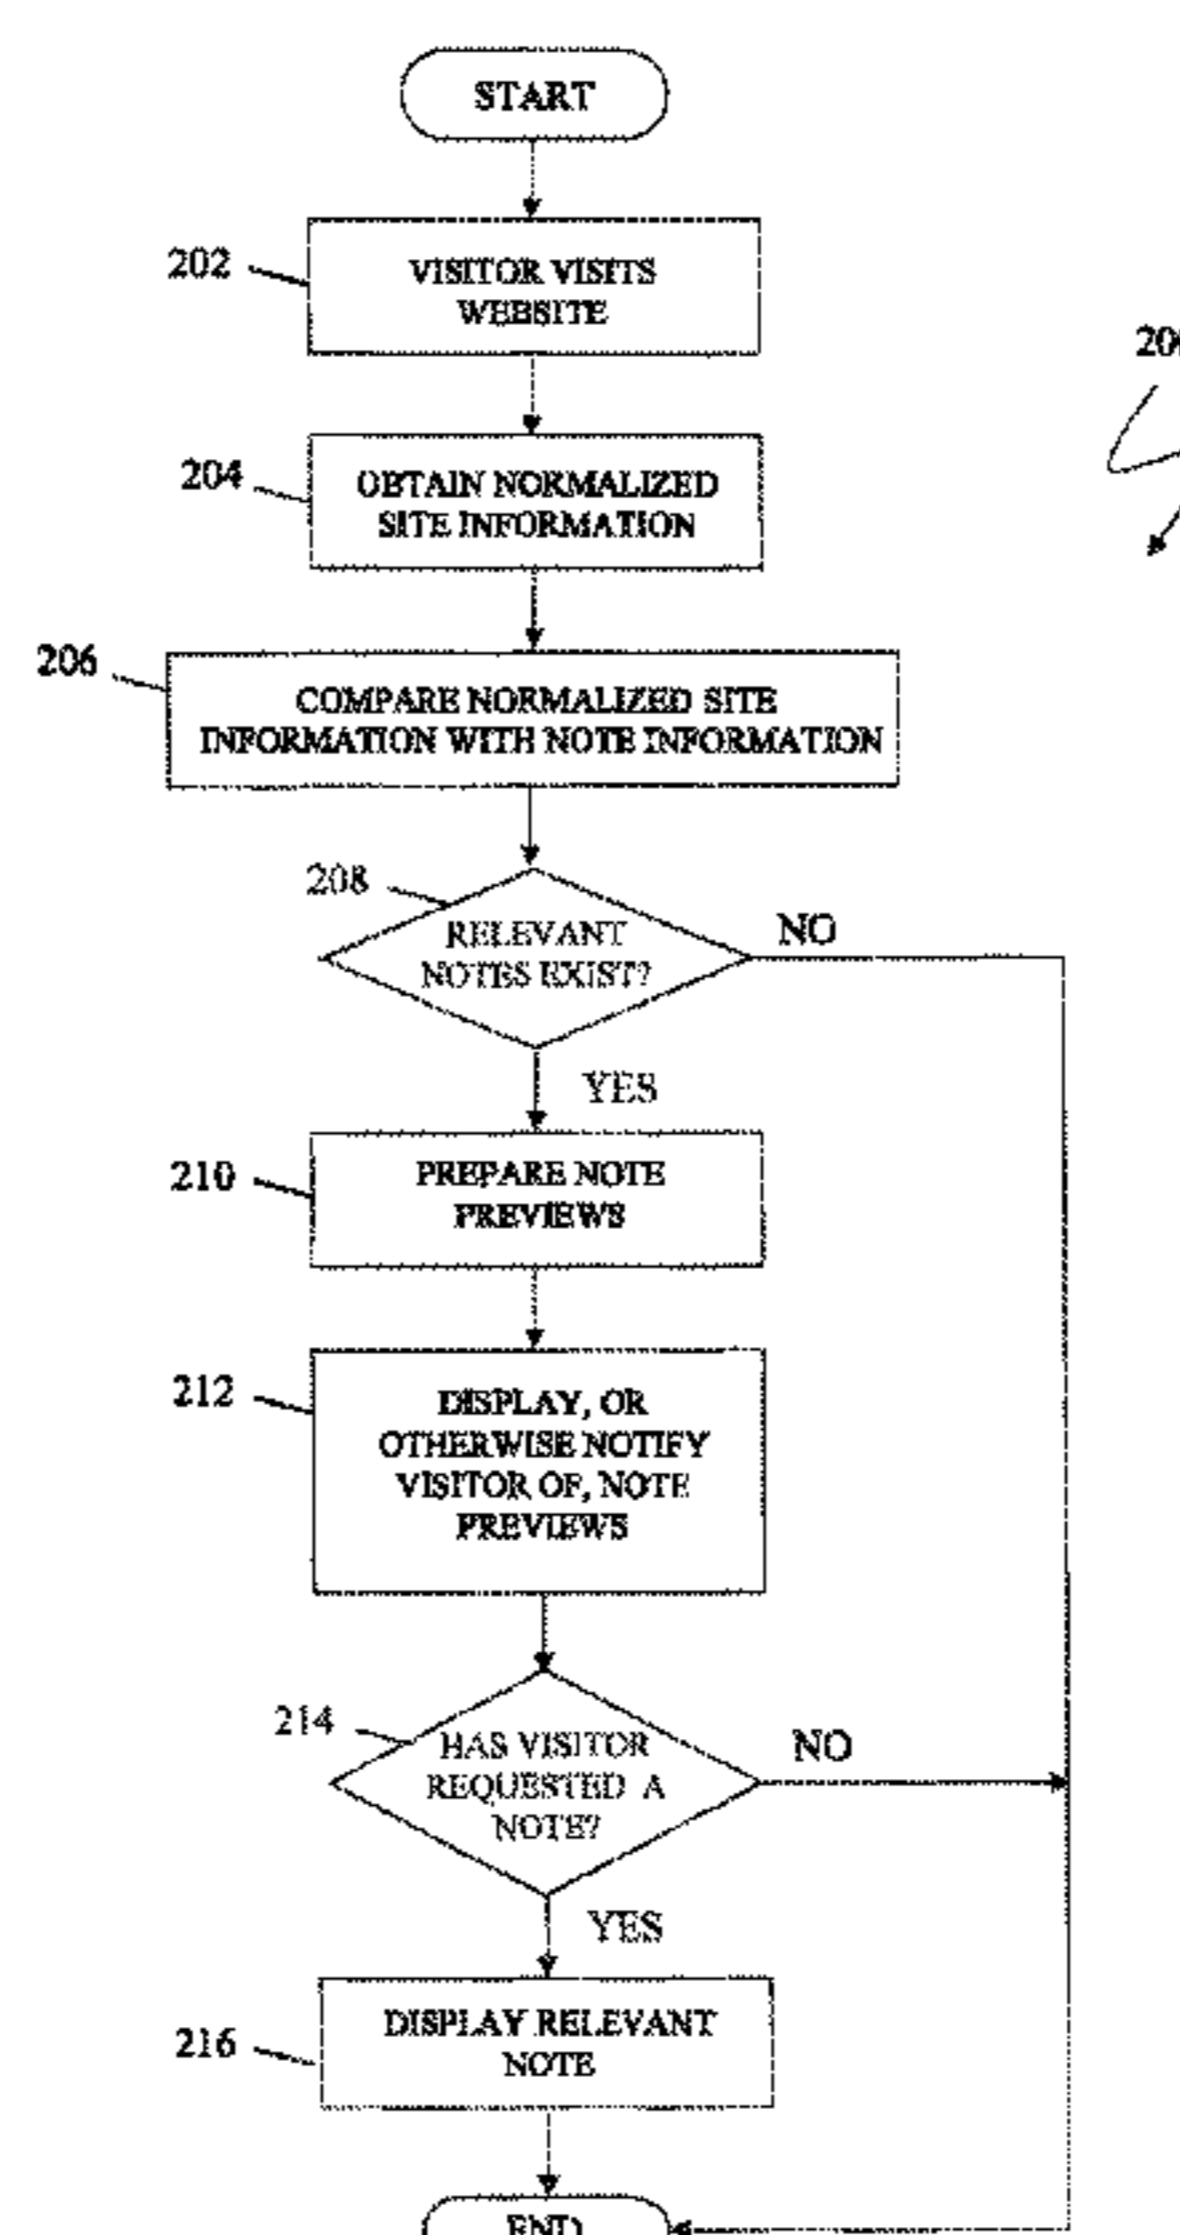 START
202
VISITOR VISITS
WEBSITE
204
OBTAIN NORMALIZED
SITE INFORMATION
206
COMPARE NORMALIZED SITE
INFORMATION WITH NOTE INFORMATION
208
RELEVANT
NOTES EXIST?
NO
YES
210
PREPARE NOTE
PREVIEWS
212
DISPLAY, OR
OTHERWISE NOTIFY
VISITOR OF, NOTE
PREVIEWS
214
HAS VISITOR
REQUESTED A
NOTE?
NO
YES
216
DISPLAY RELEVANT
NOTE
END